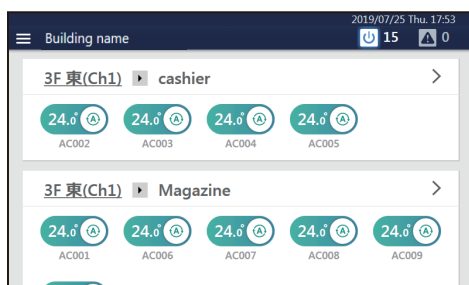 2019/07/25 Thu. 17:53
Building name 15 0
3F 東(Ch1) cashier
24.0° A 24.0° A 24.0° A 24.0° A
AC002 AC003 AC004 AC005
3F 東(Ch1) Magazine
24.0° A 24.0° A 24.0° A 24.0° A 24.0° A
AC001 AC006 AC007 AC008 AC009